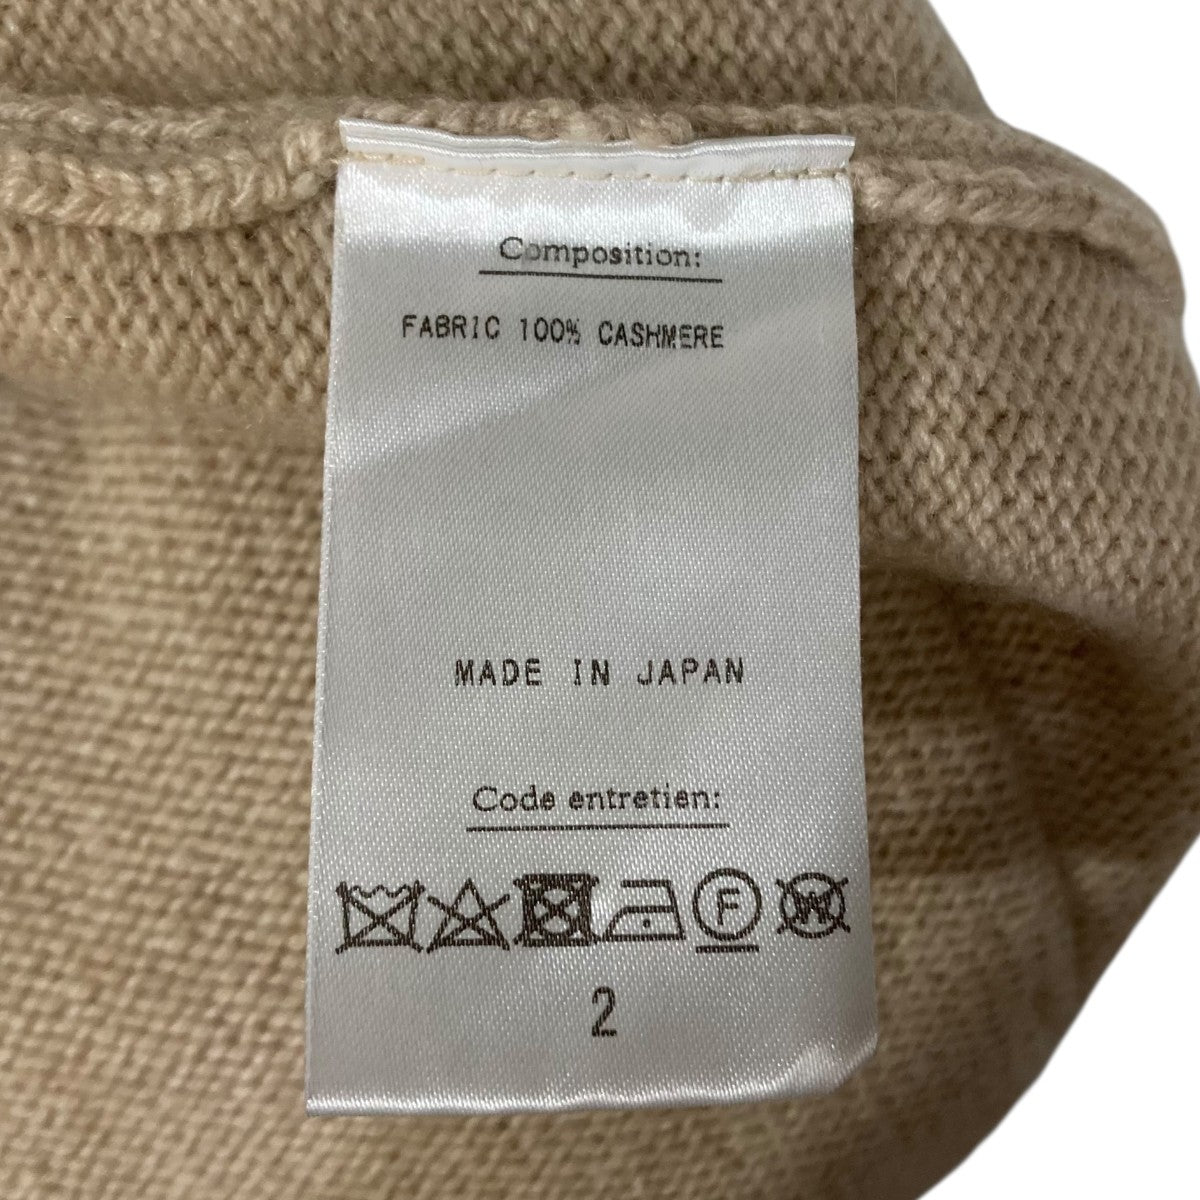 Composition:
FABRIC 100% CASHMERE
MADE IN JAPAN
Code entretien:
F W
2